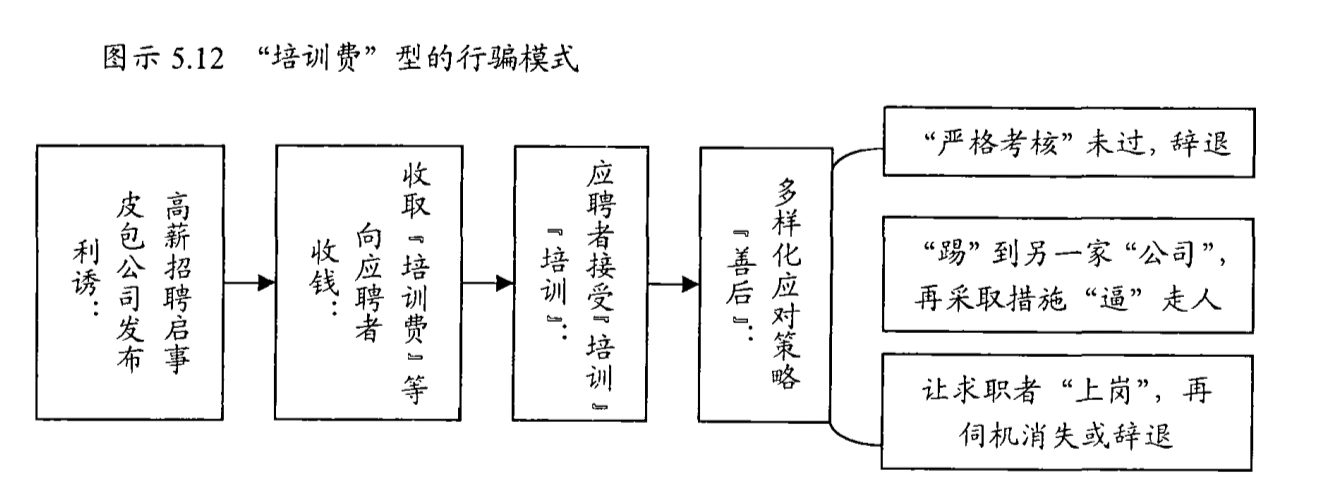 图示 5.12 “培训费”型的行骗模式
利诱：
皮包公司发布
高薪招聘启事
收钱：
向应聘者
收取『培训费』等
『培训』：
应聘者接受『培训』
『善后』：
多样化应对策略
“严格考核”未过，辞退
“踢”到另一家“公司”，
再采取措施“逼”走人
让求职者“上岗”，再
伺机消失或辞退